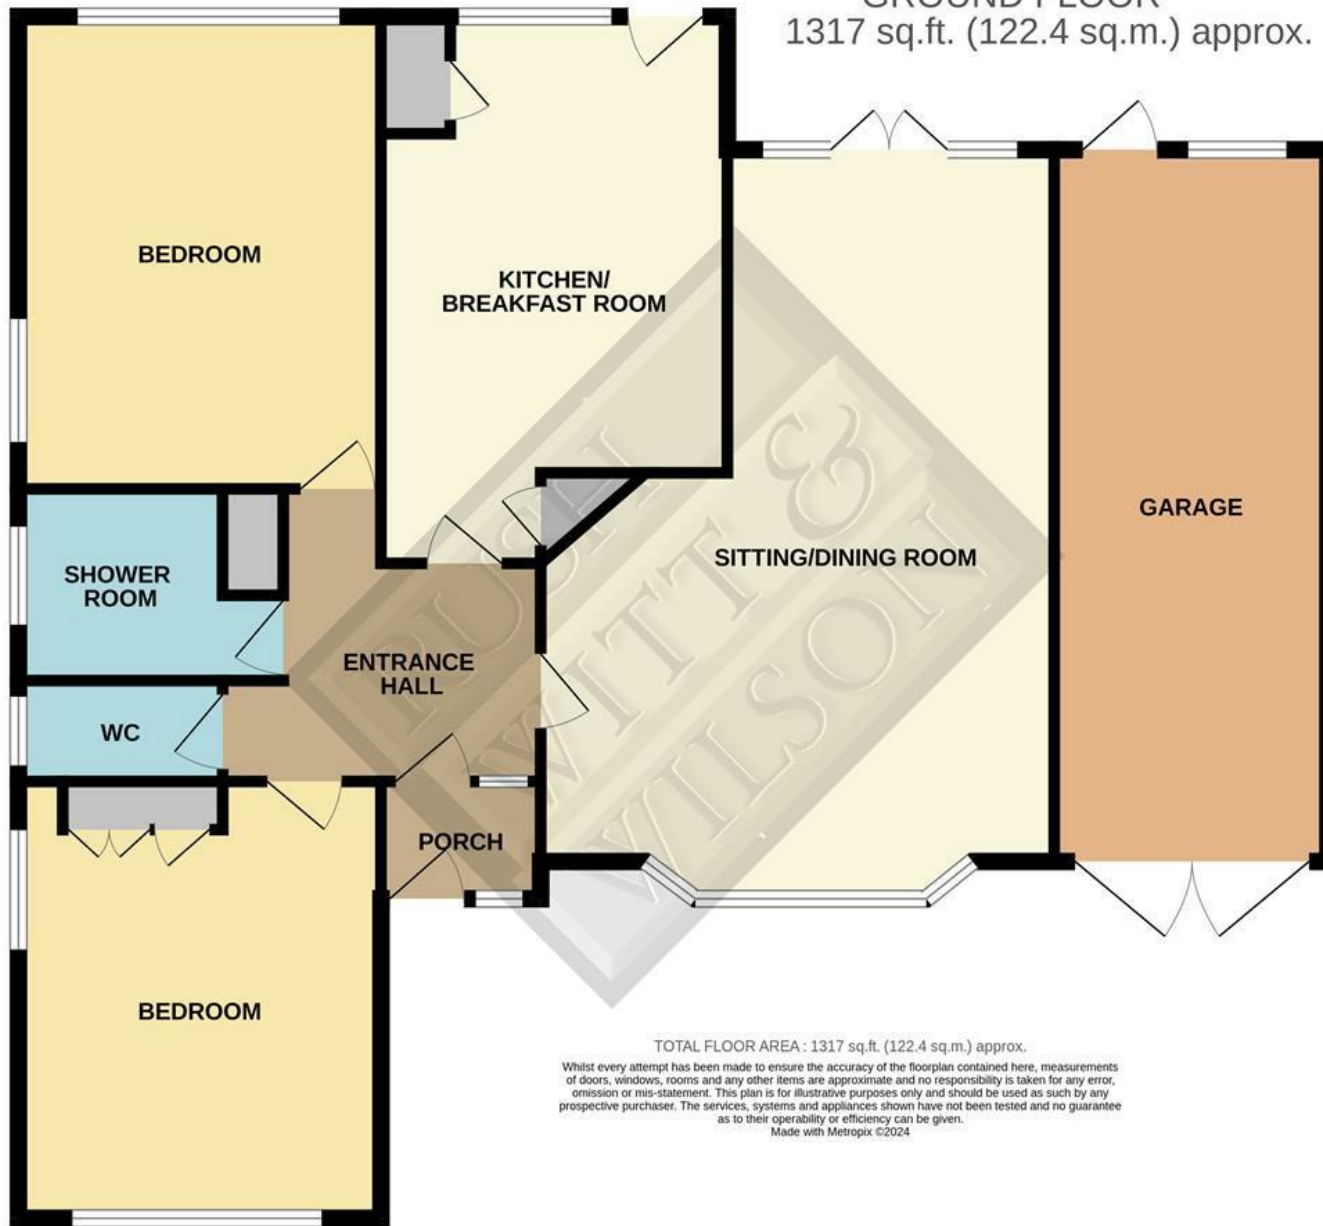 GROUND FLOOR
1317 sq.ft. (122.4 sq.m.) approx.
BEDROOM
KITCHEN/
BREAKFAST ROOM
GARAGE
SITTING/DINING ROOM
SHOWER
ROOM
ENTRANCE
HALL
WC
PORCH
BEDROOM
RUSH
WITT &
WILSON
TOTAL FLOOR AREA : 1317 sq.ft. (122.4 sq.m.) approx.
Whilst every attempt has been made to ensure the accuracy of the floorplan contained here, measurements
of doors, windows, rooms and any other items are approximate and no responsibility is taken for any error,
omission or mis-statement. This plan is for illustrative purposes only and should be used as such by any
prospective purchaser. The services, systems and appliances shown have not been tested and no guarantee
as to their operability or efficiency can be given.
Made with Metropix ©2024